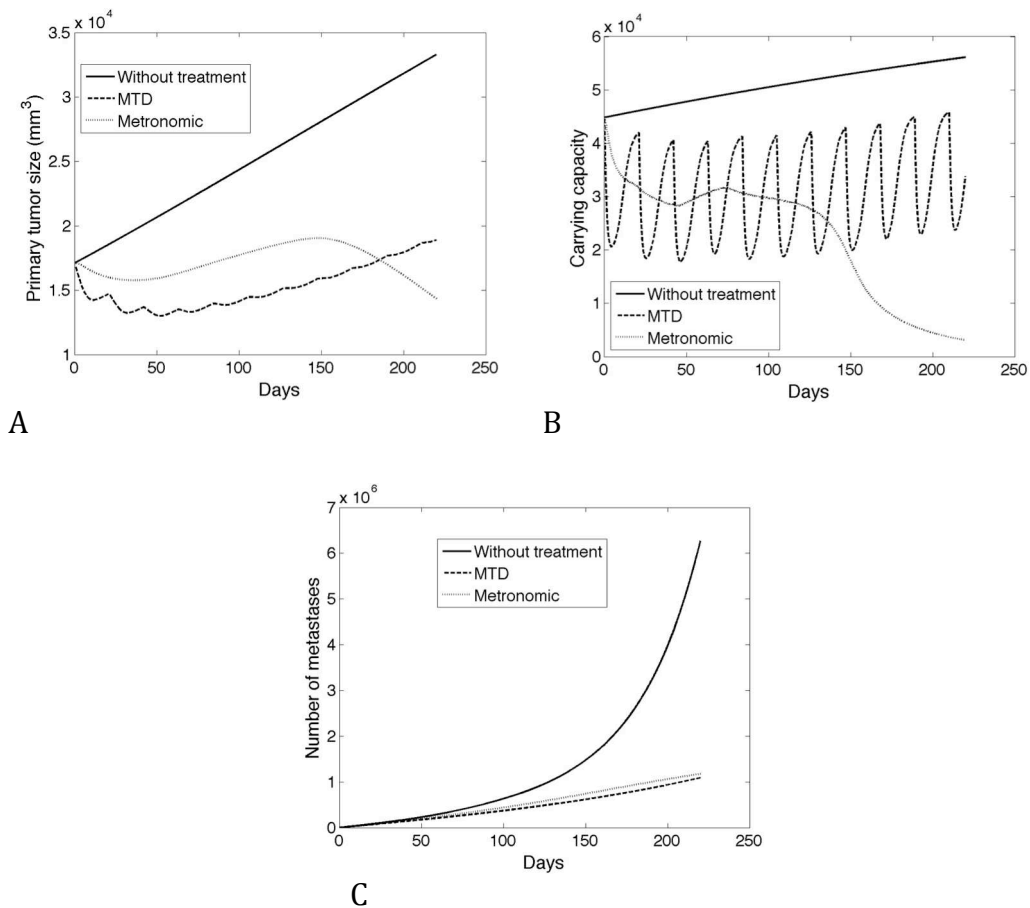 x 10^4
3.5
3
2.5
2
1.5
1
Primary tumor size (mm^3)
Without treatment
MTD
Metronomic
0 50 100 150 200 250
Days
A
x 10^4
6
5
4
3
2
1
0
Carrying capacity
Without treatment
MTD
Metronomic
0 50 100 150 200 250
Days
B
x 10^6
7
6
5
4
3
2
1
0
Number of metastases
Without treatment
MTD
Metronomic
0 50 100 150 200 250
Days
C